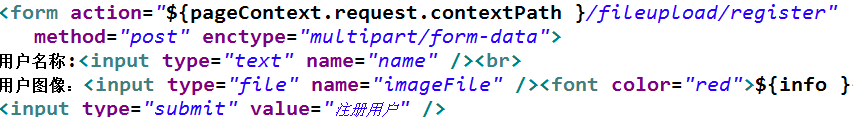 <form action="${pageContext.request.contextPath }/fileupload/register"
method="post" enctype="multipart/form-data">
用户名称:<input type="text" name="name" /><br>
用户图像：<input type="file" name="imageFile" /><font color="red">${info }
<input type="submit" value="注册用户" />